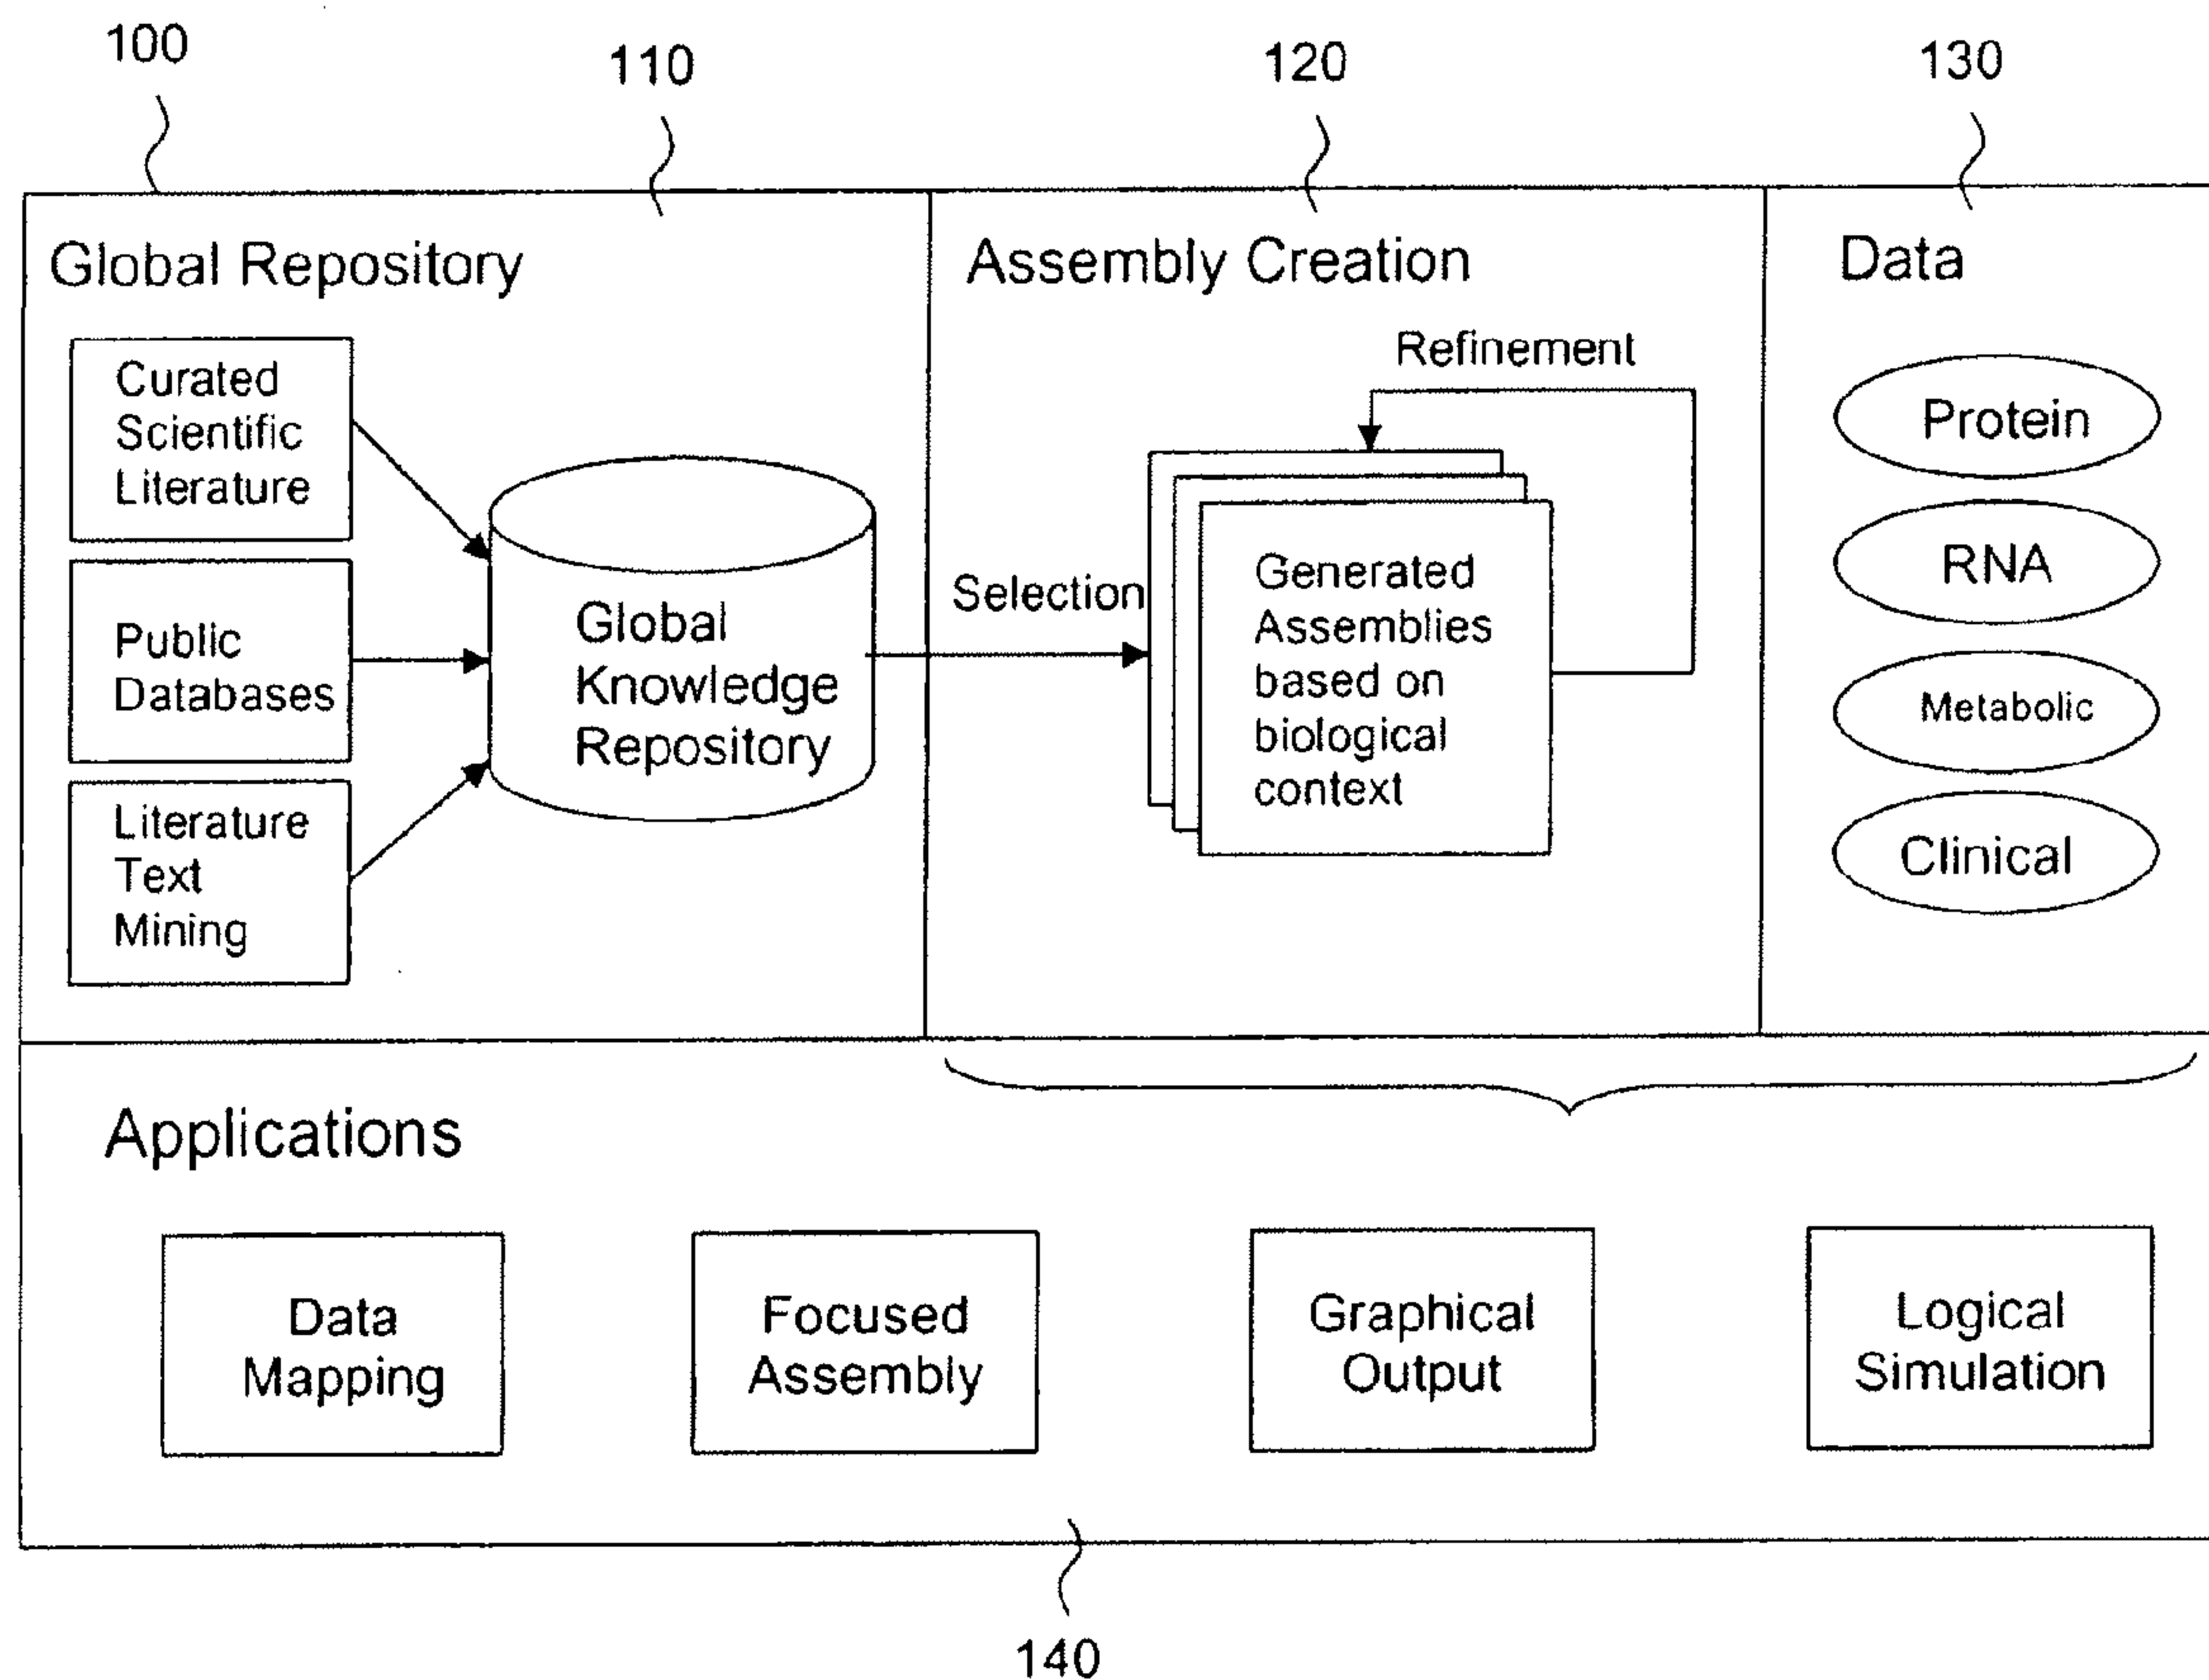 100
110
120
130
Global Repository
Curated
Scientific
Literature
Public
Databases
Literature
Text
Mining
Global
Knowledge
Repository
Assembly Creation
Refinement
Selection
Generated
Assemblies
based on
biological
context
Data
Protein
RNA
Metabolic
Clinical
Applications
Data
Mapping
Focused
Assembly
Graphical
Output
Logical
Simulation
140